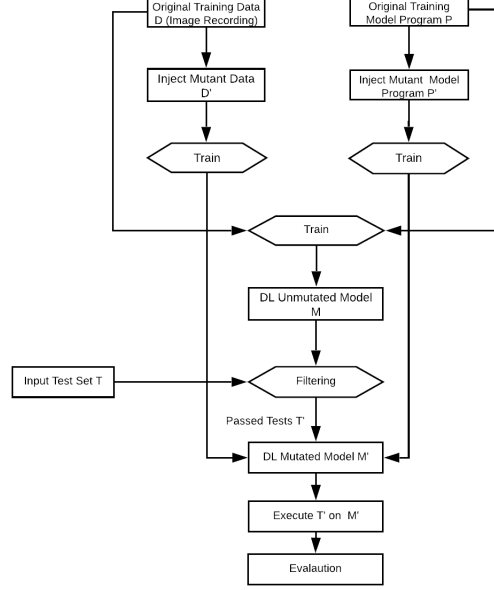 Original Training Data
D (Image Recording)
Original Training
Model Program P
Inject Mutant Data
D'
Inject Mutant Model
Program P'
Train
Train
Train
DL Unmutated Model
M
Input Test Set T
Filtering
Passed Tests T'
DL Mutated Model M'
Execute T' on M'
Evalaution